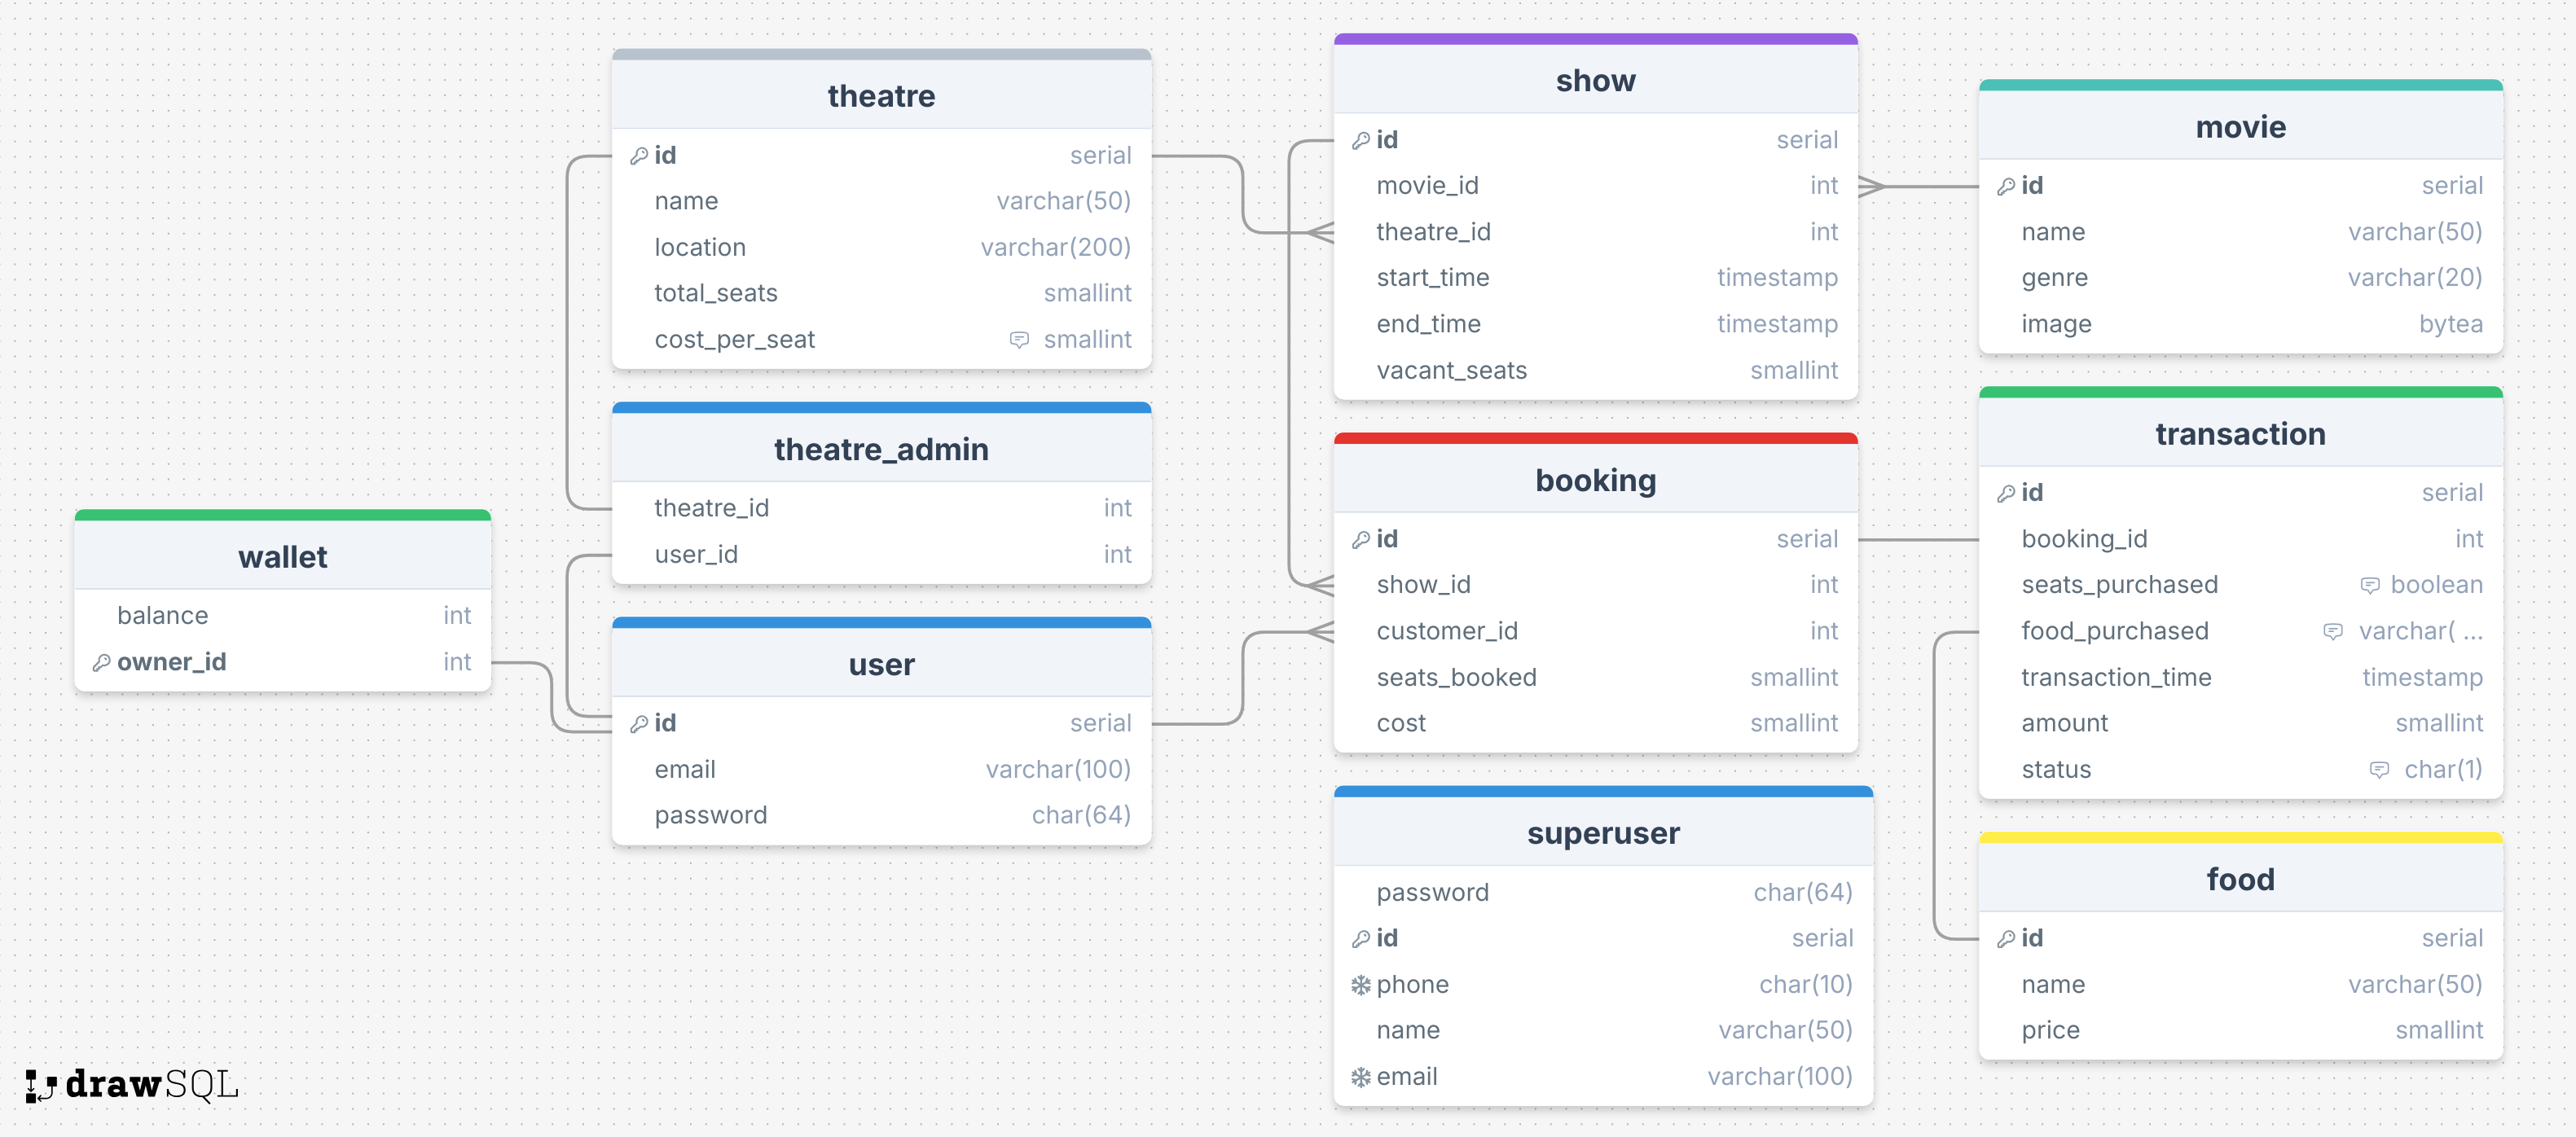 theatre
id serial
name varchar(50)
location varchar(200)
total_seats smallint
cost_per_seat smallint
theatre_admin
theatre_id int
user_id int
wallet
balance int
owner_id int
user
id serial
email varchar(100)
password char(64)
show
id serial
movie_id int
theatre_id int
start_time timestamp
end_time timestamp
vacant_seats smallint
booking
id serial
show_id int
customer_id int
seats_booked smallint
cost smallint
superuser
password char(64)
id serial
phone char(10)
name varchar(50)
email varchar(100)
movie
id serial
name varchar(50)
genre varchar(20)
image bytea
transaction
id serial
booking_id int
seats_purchased boolean
food_purchased varchar( ...
transaction_time timestamp
amount smallint
status char(1)
food
id serial
name varchar(50)
price smallint
drawSQL